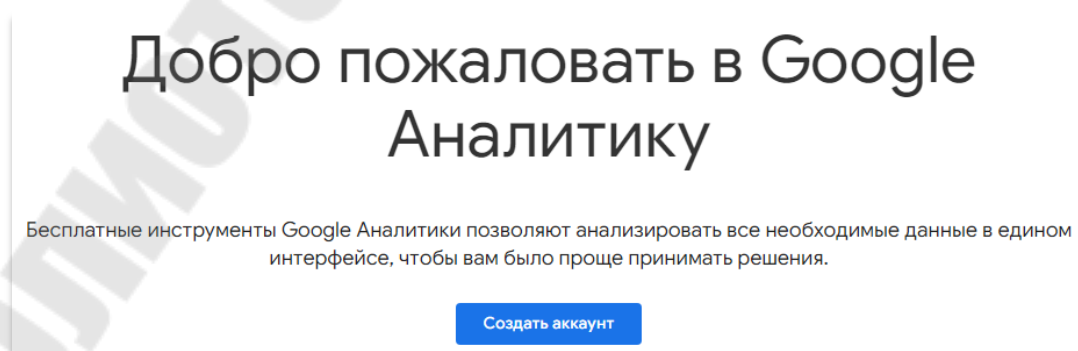 Добро пожаловать в Google
Аналитику
Бесплатные инструменты Google Аналитики позволяют анализировать все необходимые данные в едином
интерфейсе, чтобы вам было проще принимать решения.
Создать аккаунт